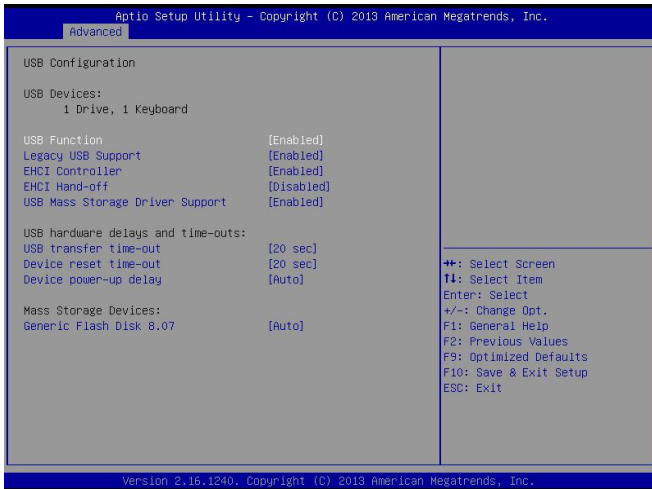 Aptio Setup Utility – Copyright (C) 2013 American Megatrends, Inc.
Advanced
USB Configuration
USB Devices:
1 Drive, 1 Keyboard
USB Function [Enabled]
Legacy USB Support [Enabled]
EHCI Controller [Enabled]
EHCI Hand-off [Disabled]
USB Mass Storage Driver Support [Enabled]
USB hardware delays and time-outs:
USB transfer time-out [20 sec]
Device reset time-out [20 sec]
Device power-up delay [Auto]
Mass Storage Devices:
Generic Flash Disk 8.07 [Auto]
→←: Select Screen
↑↓: Select Item
Enter: Select
+/-: Change Opt.
F1: General Help
F2: Previous Values
F9: Optimized Defaults
F10: Save & Exit Setup
ESC: Exit
Version 2.16.1240. Copyright (C) 2013 American Megatrends, Inc.